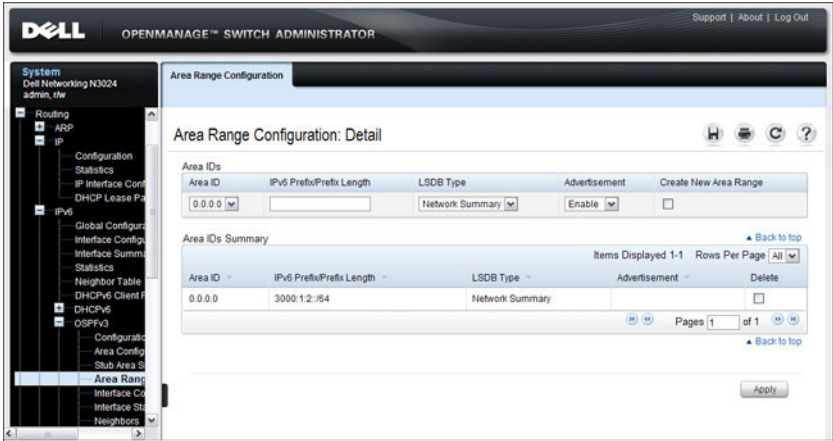 Support | About | Log Out
DELL OPENMANAGE™ SWITCH ADMINISTRATOR
System
Dell Networking N3024
admin, r/w
Routing
ARP
IP
Configuration
Statistics
IP Interface Conf
DHCP Lease Pa
IPv6
Global Configura
Interface Configu
Interface Summa
Statistics
Neighbor Table
DHCPv6 Client F
DHCPv6
OSPFv3
Configuratio
Area Config
Stub Area S
Area Rang
Interface Co
Interface Sta
Neighbors
Area Range Configuration
Area Range Configuration: Detail
Area IDs
Area ID IPv6 Prefix/Prefix Length LSDB Type Advertisement Create New Area Range
0.0.0.0 Network Summary Enable
Back to top
Area IDs Summary
Items Displayed 1-1 Rows Per Page All
Area ID IPv6 Prefix/Prefix Length LSDB Type Advertisement Delete
0.0.0.0 3000:1:2::/64 Network Summary
Pages 1 of 1
Back to top
Apply